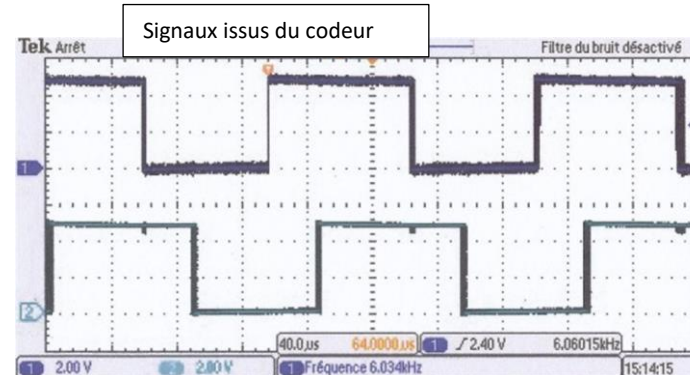 Signaux issus du codeur
Tek Arrêt
Filtre du bruit désactivé
1
2
40.0 µs 64.0000 µs 1 2.40 V 6.06015kHz
1 2.00 V 2 2.00 V 1 Fréquence 6.034kHz 15:14:15